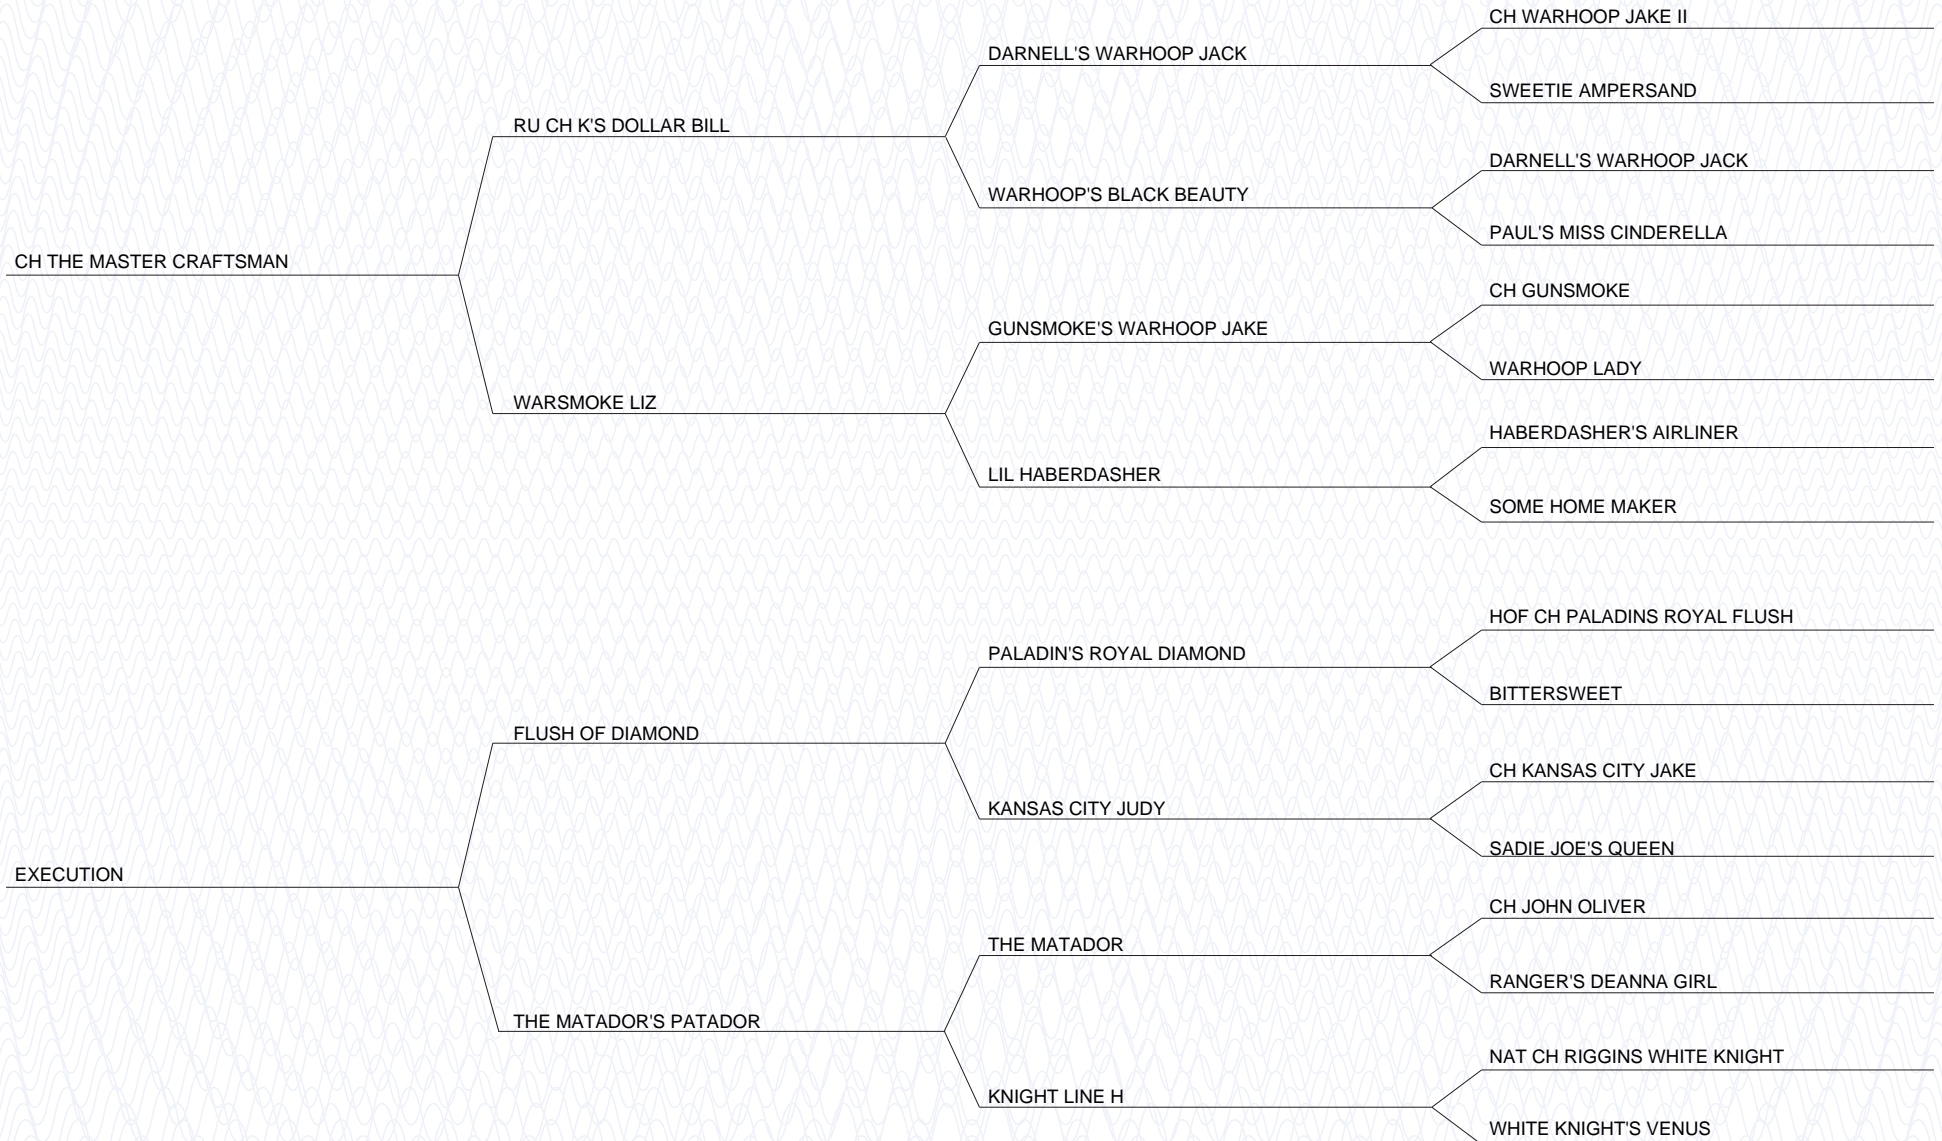 CH WARHOOP JAKE II
DARNELL'S WARHOOP JACK
SWEETIE AMPERSAND
RU CH K'S DOLLAR BILL
DARNELL'S WARHOOP JACK
WARHOOP'S BLACK BEAUTY
PAUL'S MISS CINDERELLA
CH THE MASTER CRAFTSMAN
CH GUNSMOKE
GUNSMOKE'S WARHOOP JAKE
WARHOOP LADY
WARSMOKE LIZ
HABERDASHER'S AIRLINER
LIL HABERDASHER
SOME HOME MAKER
HOF CH PALADINS ROYAL FLUSH
PALADIN'S ROYAL DIAMOND
BITTERSWEET
FLUSH OF DIAMOND
CH KANSAS CITY JAKE
KANSAS CITY JUDY
SADIE JOE'S QUEEN
EXECUTION
CH JOHN OLIVER
THE MATADOR
RANGER'S DEANNA GIRL
THE MATADOR'S PATADOR
NAT CH RIGGINS WHITE KNIGHT
KNIGHT LINE H
WHITE KNIGHT'S VENUS